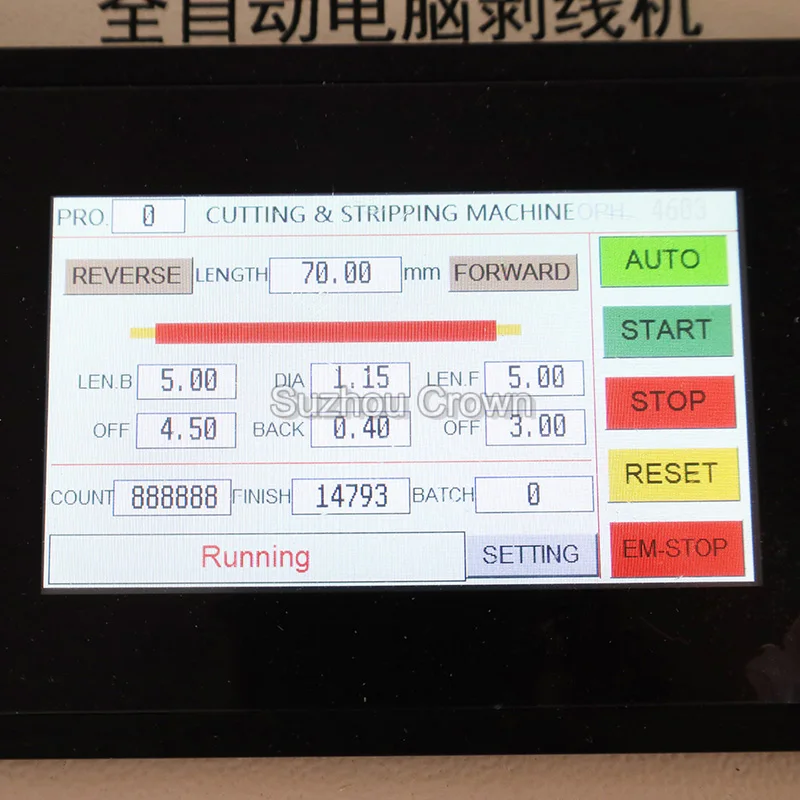 全自动电脑剥线机
PRO. 0 CUTTING & STRIPPING MACHINE OPH. 4603
REVERSE LENGTH 70.00 mm FORWARD AUTO
START
LEN.B 5.00 DIA 1.15 LEN.F 5.00
STOP
Suzhou Crown
OFF 4.50 BACK 0.40 OFF 3.00
RESET
COUNT 888888 FINISH 14793 BATCH 0
Running SETTING EM-STOP